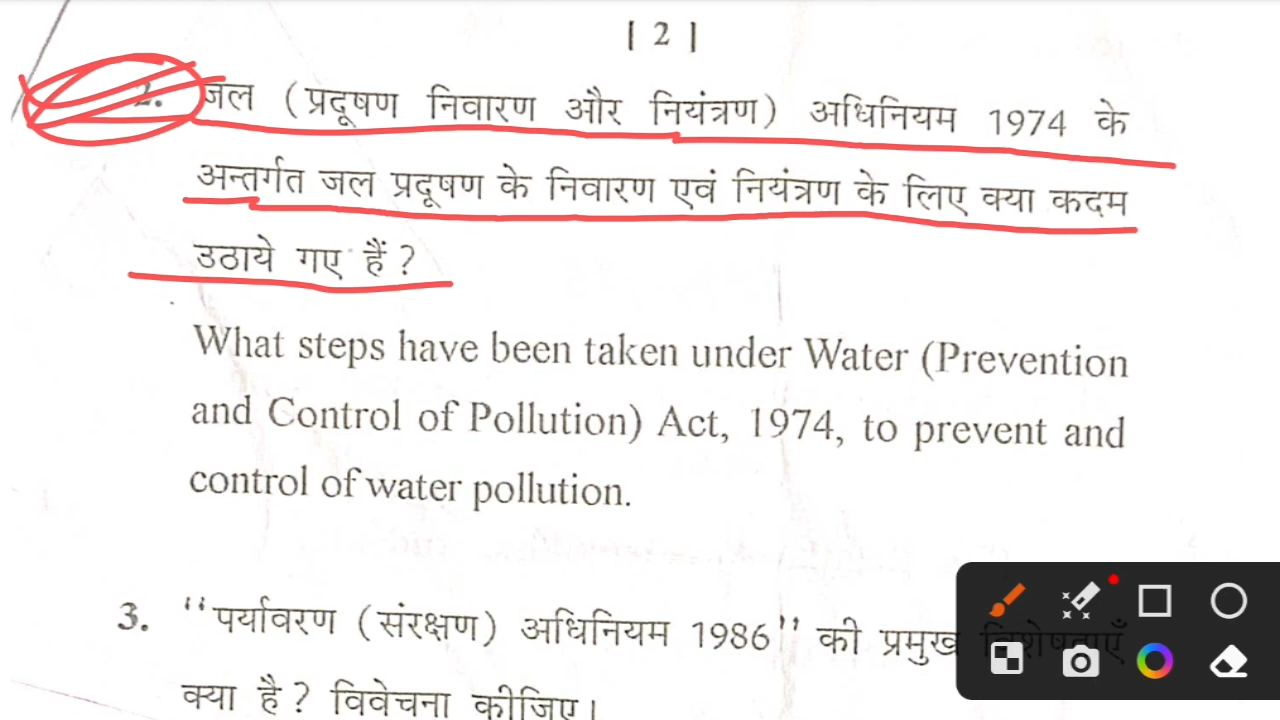 | 2 |
2. जल (प्रदूषण निवारण और नियंत्रण) अधिनियम 1974 के
अन्तर्गत जल प्रदूषण के निवारण एवं नियंत्रण के लिए क्या कदम
उठाये गए हैं ?
What steps have been taken under Water (Prevention
and Control of Pollution) Act, 1974, to prevent and
control of water pollution.
3. “पर्यावरण (संरक्षण) अधिनियम 1986” की प्रमुख विशेषताएँ
क्या है ? विवेचना कीजिए।